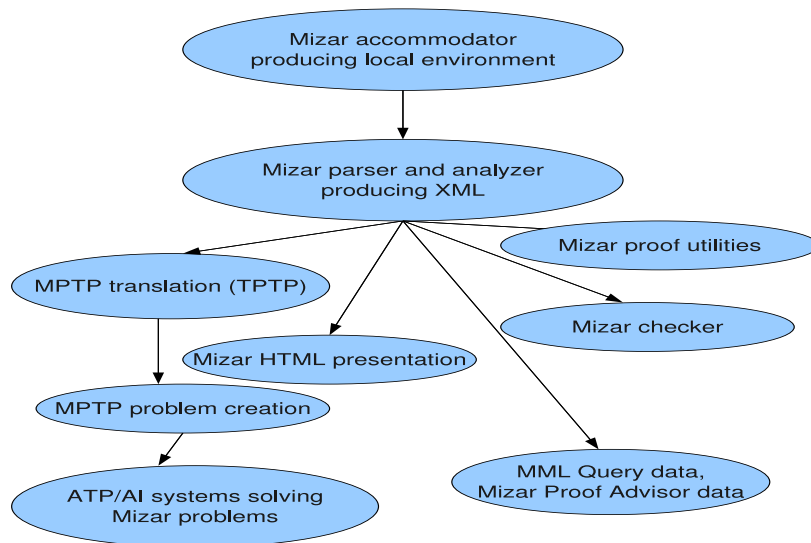 Mizar accommodator
producing local environment
Mizar parser and analyzer
producing XML
Mizar proof utilities
MPTP translation (TPTP)
Mizar checker
Mizar HTML presentation
MPTP problem creation
MML Query data,
Mizar Proof Advisor data
ATP/AI systems solving
Mizar problems